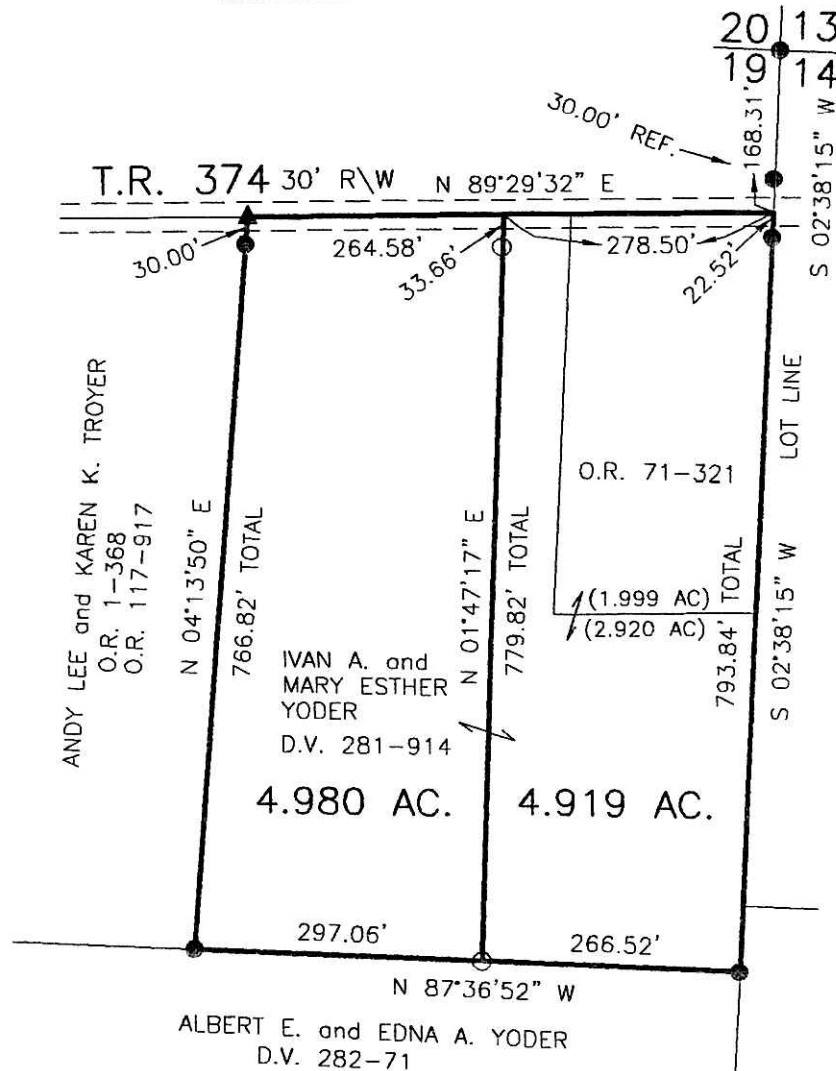 20 13
19 14
30.00' REF.
168.31'
S 02°38'15" W
T.R. 374 30' R\W N 89°29'32" E
30.00'
264.58'
33.66'
278.50'
22.52'
LOT LINE
ANDY LEE and KAREN K. TROYER
O.R. 1-368
O.R. 117-917
N 04°13'50" E
766.82' TOTAL
N 01°47'17" E
779.82' TOTAL
O.R. 71-321
(1.999 AC)
(2.920 AC)
793.84' TOTAL
S 02°38'15" W
IVAN A. and
MARY ESTHER
YODER
D.V. 281-914
4.980 AC. 4.919 AC.
297.06'
266.52'
N 87°36'52" W
ALBERT E. and EDNA A. YODER
D.V. 282-71